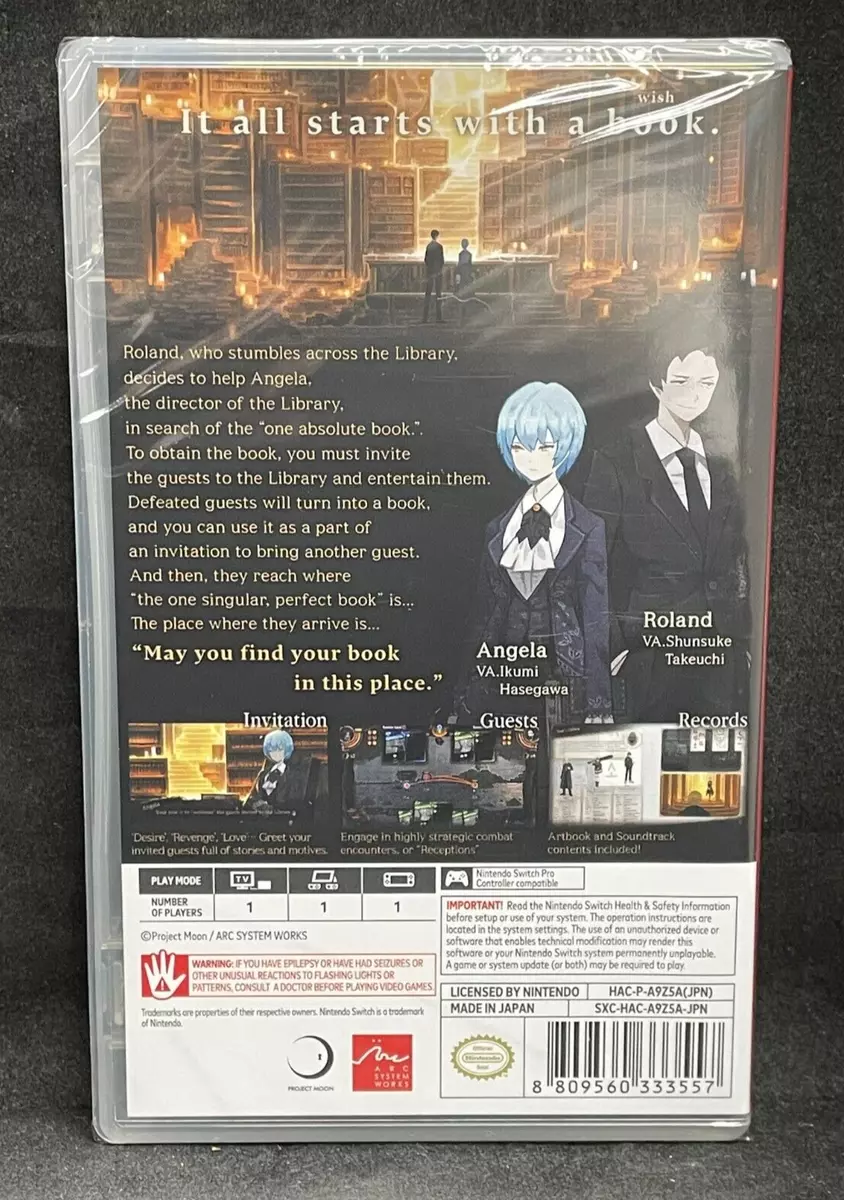 wish
It all starts with a book.
Roland, who stumbles across the Library,
decides to help Angela,
the director of the Library,
in search of the “one absolute book.”.
To obtain the book, you must invite
the guests to the Library and entertain them.
Defeated guests will turn into a book,
and you can use it as a part of
an invitation to bring another guest.
And then, they reach where
“the one singular, perfect book” is...
The place where they arrive is...
“May you find your book
in this place.”
Angela
VA.Ikumi
Hasegawa
Roland
VA.Shunsuke
Takeuchi
Invitation
Guests
Records
'Desire', 'Revenge', 'Love'… Greet your
invited guests full of stories and motives.
Engage in highly strategic combat
encounters, or "Receptions"
Artbook and Soundtrack
contents included!
PLAY MODE
TV
NUMBER
OF PLAYERS
1
1
1
Nintendo Switch Pro
Controller compatible
©Project Moon / ARC SYSTEM WORKS
WARNING: IF YOU HAVE EPILEPSY OR HAVE HAD SEIZURES OR
OTHER UNUSUAL REACTIONS TO FLASHING LIGHTS OR
PATTERNS, CONSULT A DOCTOR BEFORE PLAYING VIDEO GAMES.
Trademarks are properties of their respective owners. Nintendo Switch is a trademark
of Nintendo.
IMPORTANT! Read the Nintendo Switch Health & Safety Information
before setup or use of your system. The operation instructions are
located in the system settings. The use of an unauthorized device or
software that enables technical modification may render this
software or your Nintendo Switch system permanently unplayable.
A game or system update (or both) may be required to play.
LICENSED BY NINTENDO
HAC-P-A9Z5A(JPN)
MADE IN JAPAN
SXC-HAC-A9Z5A-JPN
PROJECT MOON
ARC
SYSTEM
WORKS
Official
Nintendo
Seal
8 809560 333557